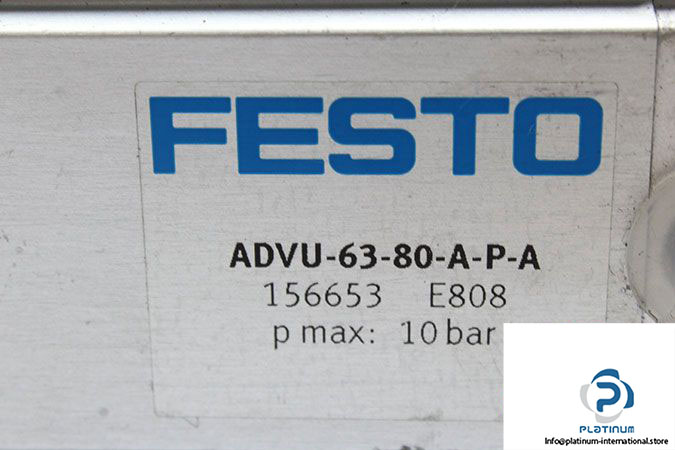 FESTO
ADVU-63-80-A-P-A
156653 E808
p max: 10 bar
PLATINUM
Info@platinum-international.store